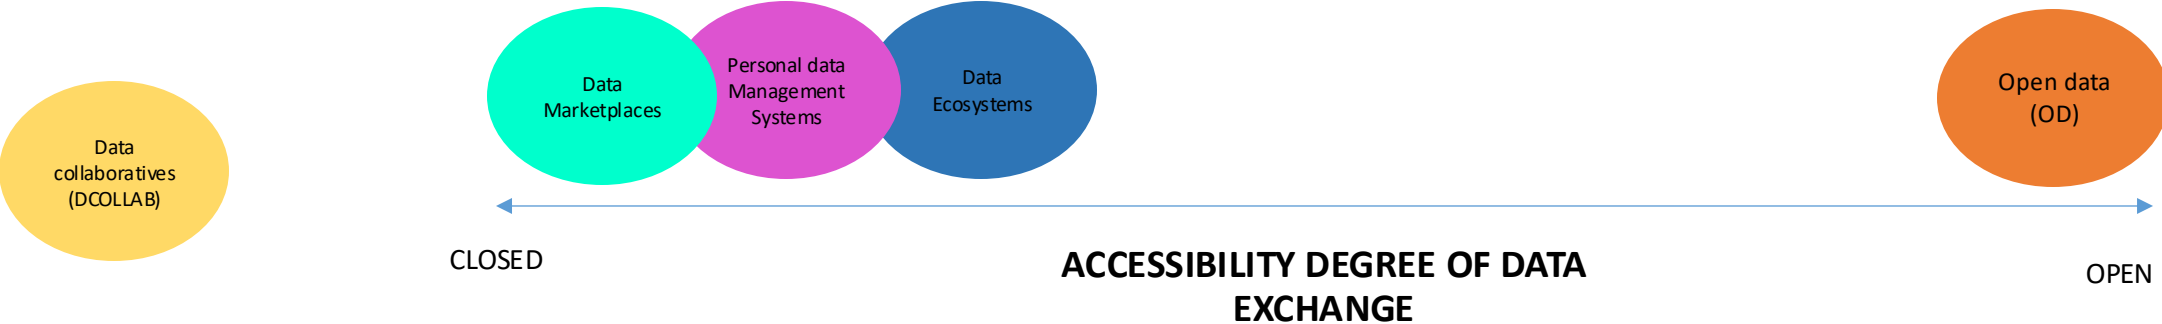 Data
collaboratives
(DCOLLAB)
Data
Marketplaces
Personal data
Management
Systems
Data
Ecosystems
Open data
(OD)
CLOSED
ACCESSIBILITY DEGREE OF DATA
EXCHANGE
OPEN